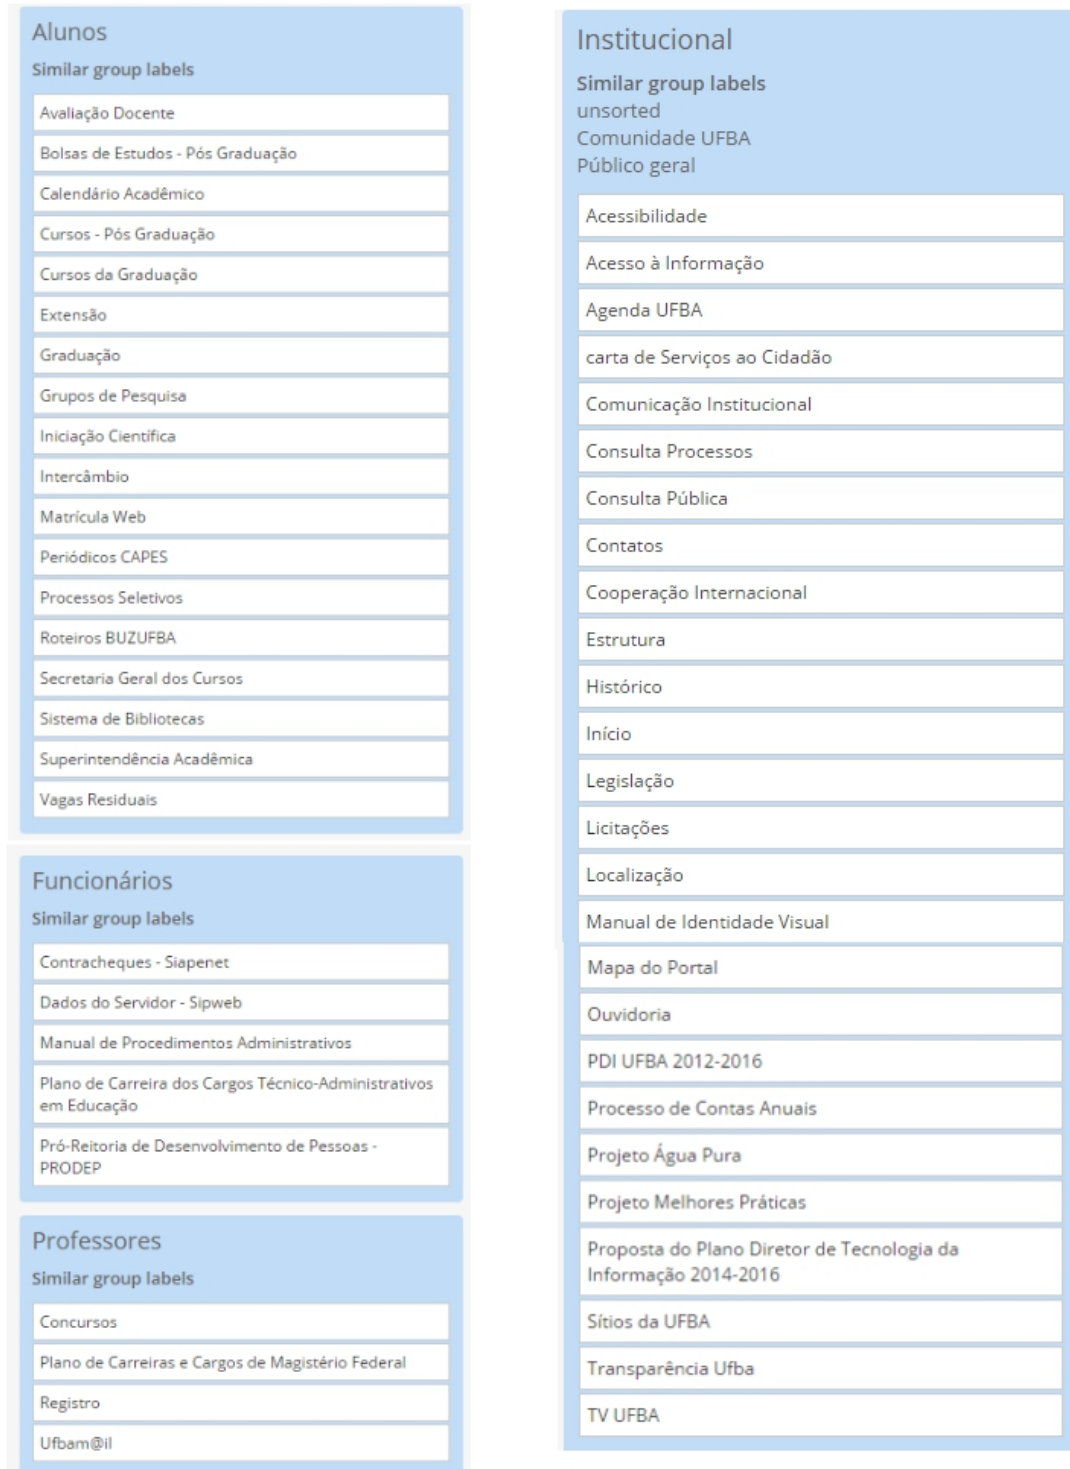 Alunos
Similar group labels
Avaliação Docente
Bolsas de Estudos - Pós Graduação
Calendário Acadêmico
Cursos - Pós Graduação
Cursos da Graduação
Extensão
Graduação
Grupos de Pesquisa
Iniciação Científica
Intercâmbio
Matrícula Web
Periódicos CAPES
Processos Seletivos
Roteiros BUZUFBA
Secretaria Geral dos Cursos
Sistema de Bibliotecas
Superintendência Acadêmica
Vagas Residuais
Funcionários
Similar group labels
Contracheques - Siapenet
Dados do Servidor - Sipweb
Manual de Procedimentos Administrativos
Plano de Carreira dos Cargos Técnico-Administrativos
em Educação
Pró-Reitoria de Desenvolvimento de Pessoas -
PRODEP
Professores
Similar group labels
Concursos
Plano de Carreiras e Cargos de Magistério Federal
Registro
Ufbam@il
Institucional
Similar group labels
unsorted
Comunidade UFBA
Público geral
Acessibilidade
Acesso à Informação
Agenda UFBA
carta de Serviços ao Cidadão
Comunicação Institucional
Consulta Processos
Consulta Pública
Contatos
Cooperação Internacional
Estrutura
Histórico
Início
Legislação
Licitações
Localização
Manual de Identidade Visual
Mapa do Portal
Ouvidoria
PDI UFBA 2012-2016
Processo de Contas Anuais
Projeto Água Pura
Projeto Melhores Práticas
Proposta do Plano Diretor de Tecnologia da
Informação 2014-2016
Sítios da UFBA
Transparência Ufba
TV UFBA